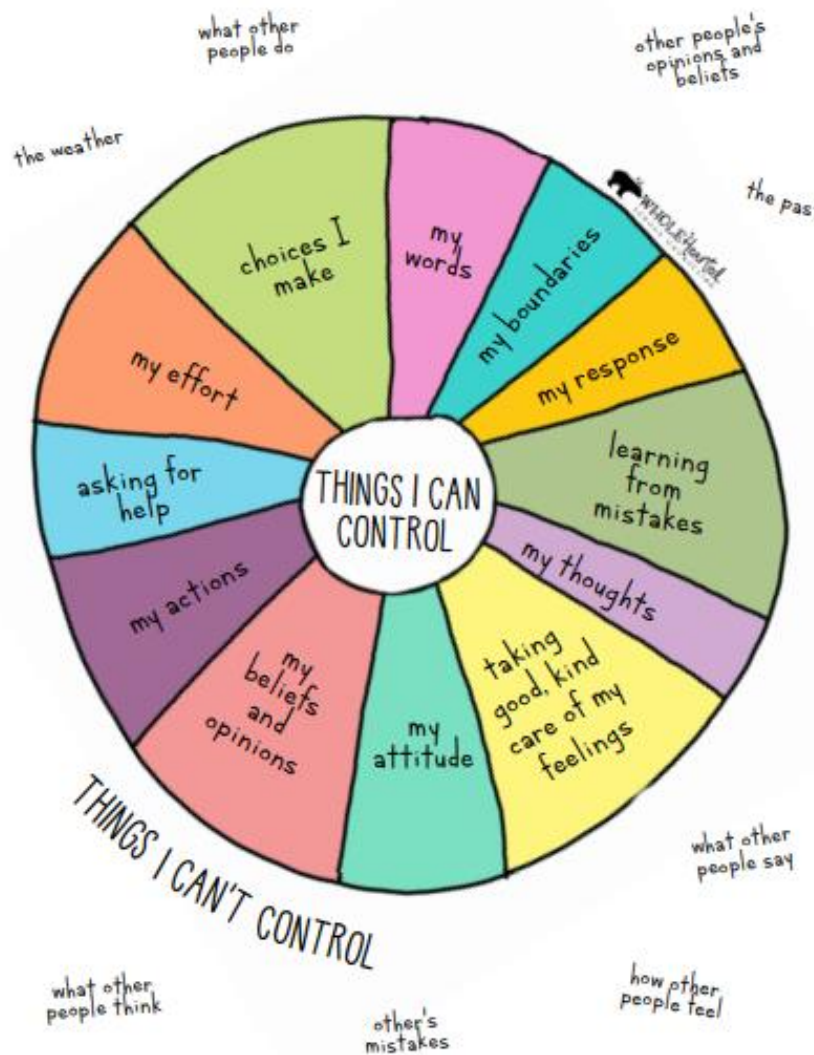 what other
people do
other people's
opinions and
beliefs
the weather
the pas
WHOLEHearted
SCHOOL COUNSELING
choices I
make
my
words
my boundaries
my response
my effort
learning
from
mistakes
asking for
help
THINGS I CAN
CONTROL
my thoughts
my actions
taking
good, kind
care of my
feelings
my
beliefs
and
opinions
my
attitude
THINGS I CAN'T CONTROL
what other
people say
what other
people think
how other
people feel
other's
mistakes